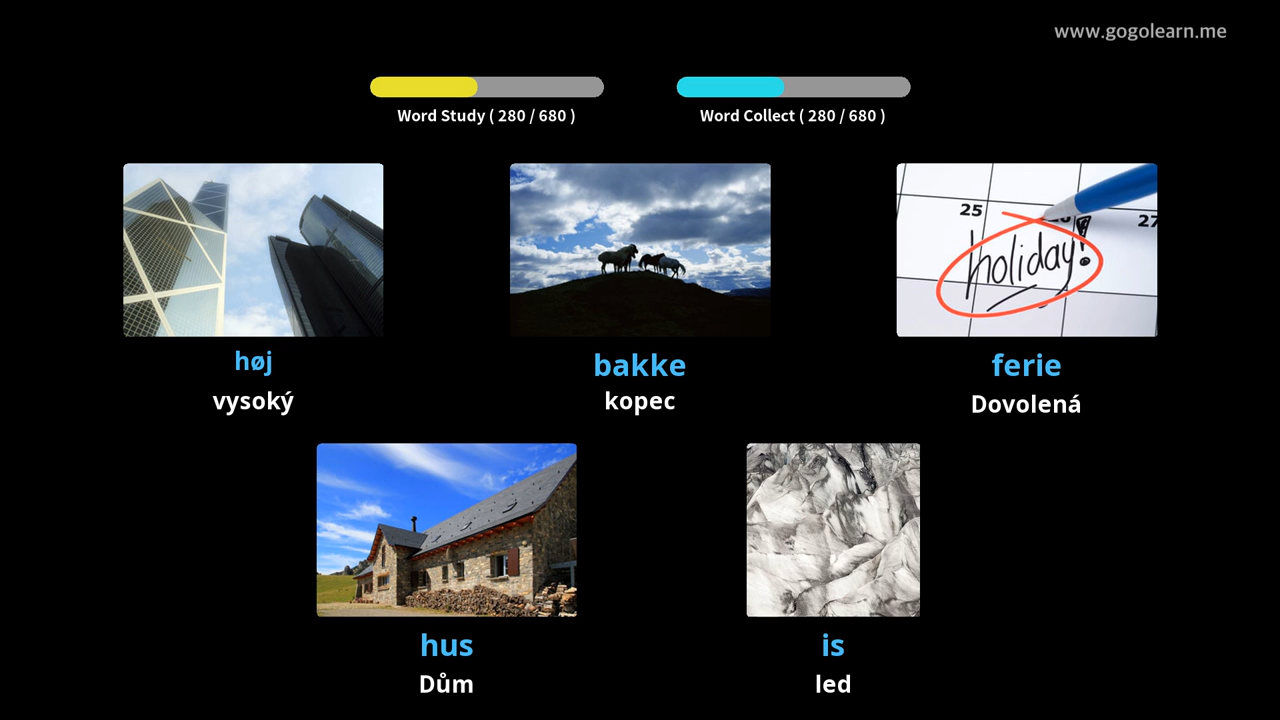 www.gogolearn.me
Word Study ( 280 / 680 )
Word Collect ( 280 / 680 )
25
27
holiday!
høj
vysoký
bakke
kopec
ferie
Dovolená
hus
Dům
is
led